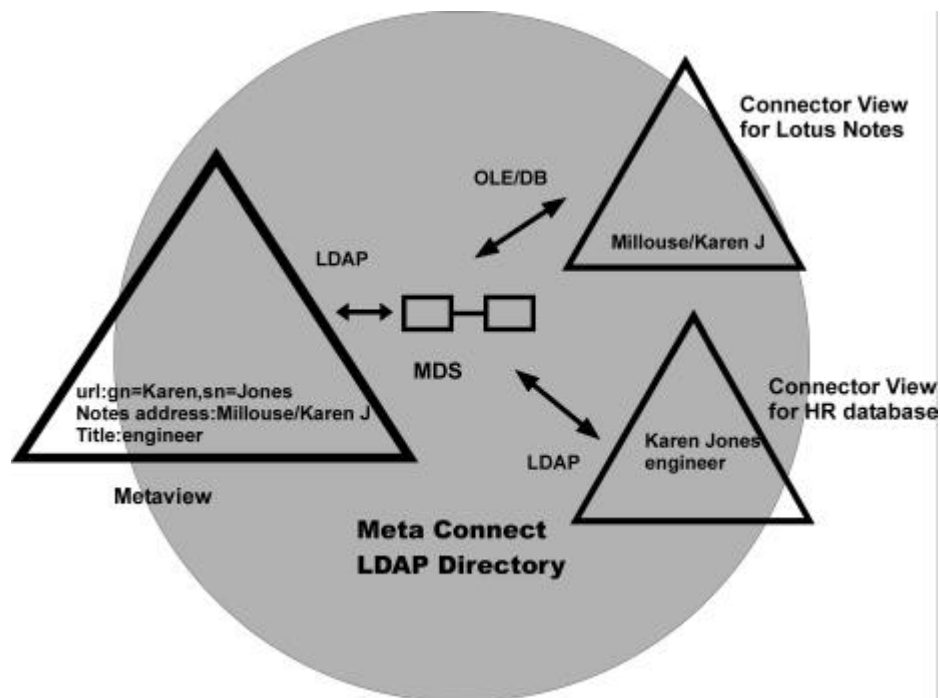 Connector View
for Lotus Notes
OLE/DB
Millouse/Karen J
LDAP
MDS
url:gn=Karen,sn=Jones
Notes address:Millouse/Karen J
Title:engineer
Metaview
Connector View
for HR database
Karen Jones
engineer
LDAP
Meta Connect
LDAP Directory